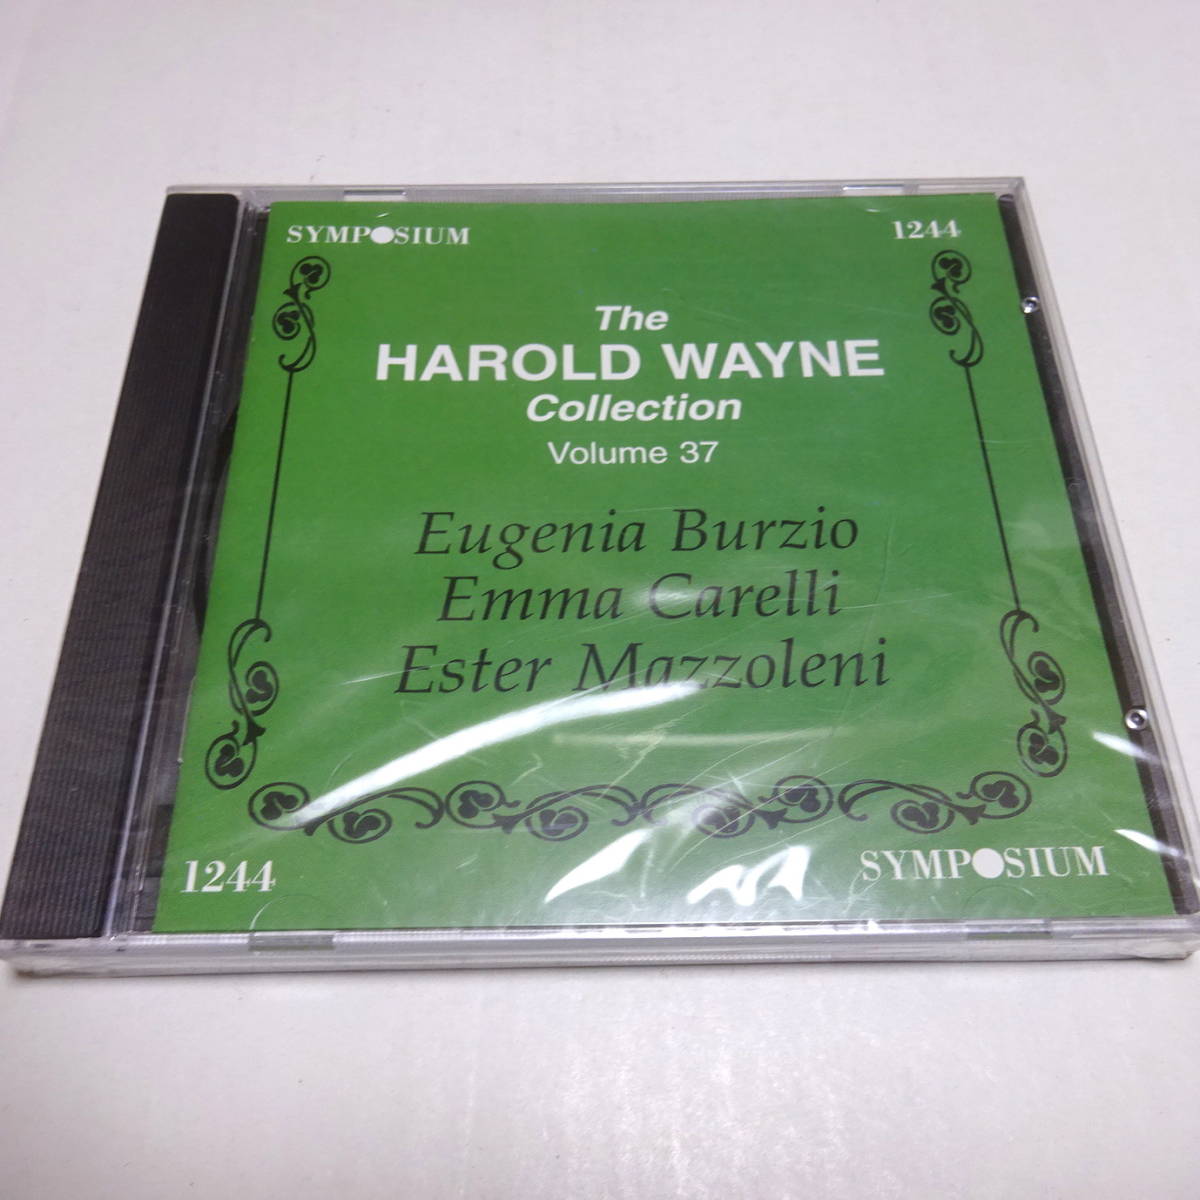 SYMPOSIUM
1244
The
HAROLD WAYNE
Collection
Volume 37
Eugenia Burzio
Emma Carelli
Ester Mazzoleni
1244
SYMPOSIUM